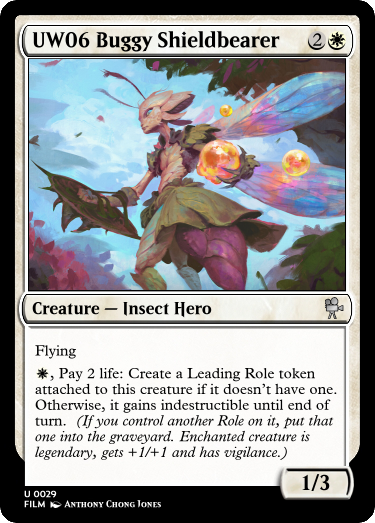 UW06 Buggy Shieldbearer 2
Creature — Insect Hero
Flying
, Pay 2 life: Create a Leading Role token
attached to this creature if it doesn't have one.
Otherwise, it gains indestructible until end
of turn. (If you control another Role on it, put that
one into the graveyard. Enchanted creature is
legendary, gets +1/+1 and has vigilance.)
1/3
U 0029
FILM Anthony Chong Jones